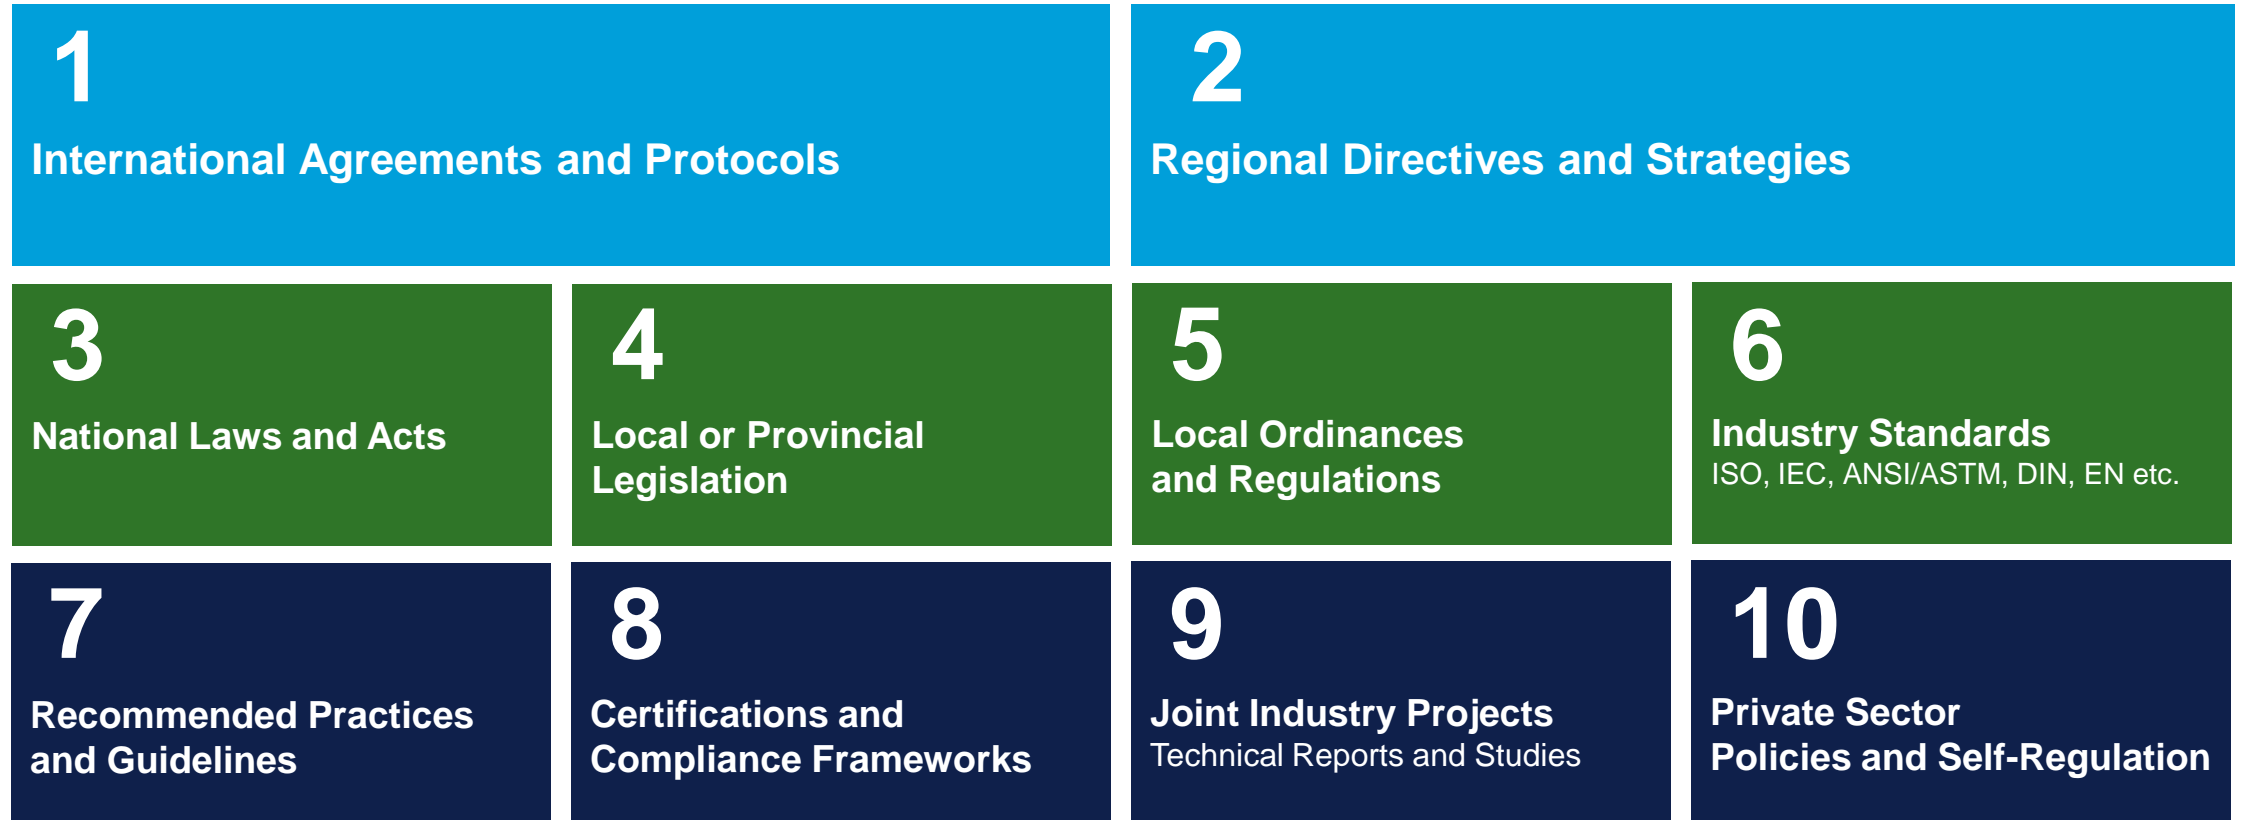 1
International Agreements and Protocols
2
Regional Directives and Strategies
3
National Laws and Acts
4
Local or Provincial
Legislation
5
Local Ordinances
and Regulations
6
Industry Standards
ISO, IEC, ANSI/ASTM, DIN, EN etc.
7
Recommended Practices
and Guidelines
8
Certifications and
Compliance Frameworks
9
Joint Industry Projects
Technical Reports and Studies
10
Private Sector
Policies and Self-Regulation